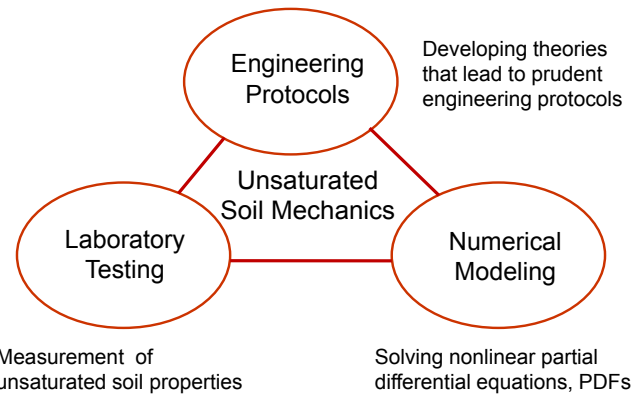 Engineering
Protocols
Developing theories
that lead to prudent
engineering protocols
Unsaturated
Soil Mechanics
Laboratory
Testing
Numerical
Modeling
Measurement of
unsaturated soil properties
Solving nonlinear partial
differential equations, PDFs